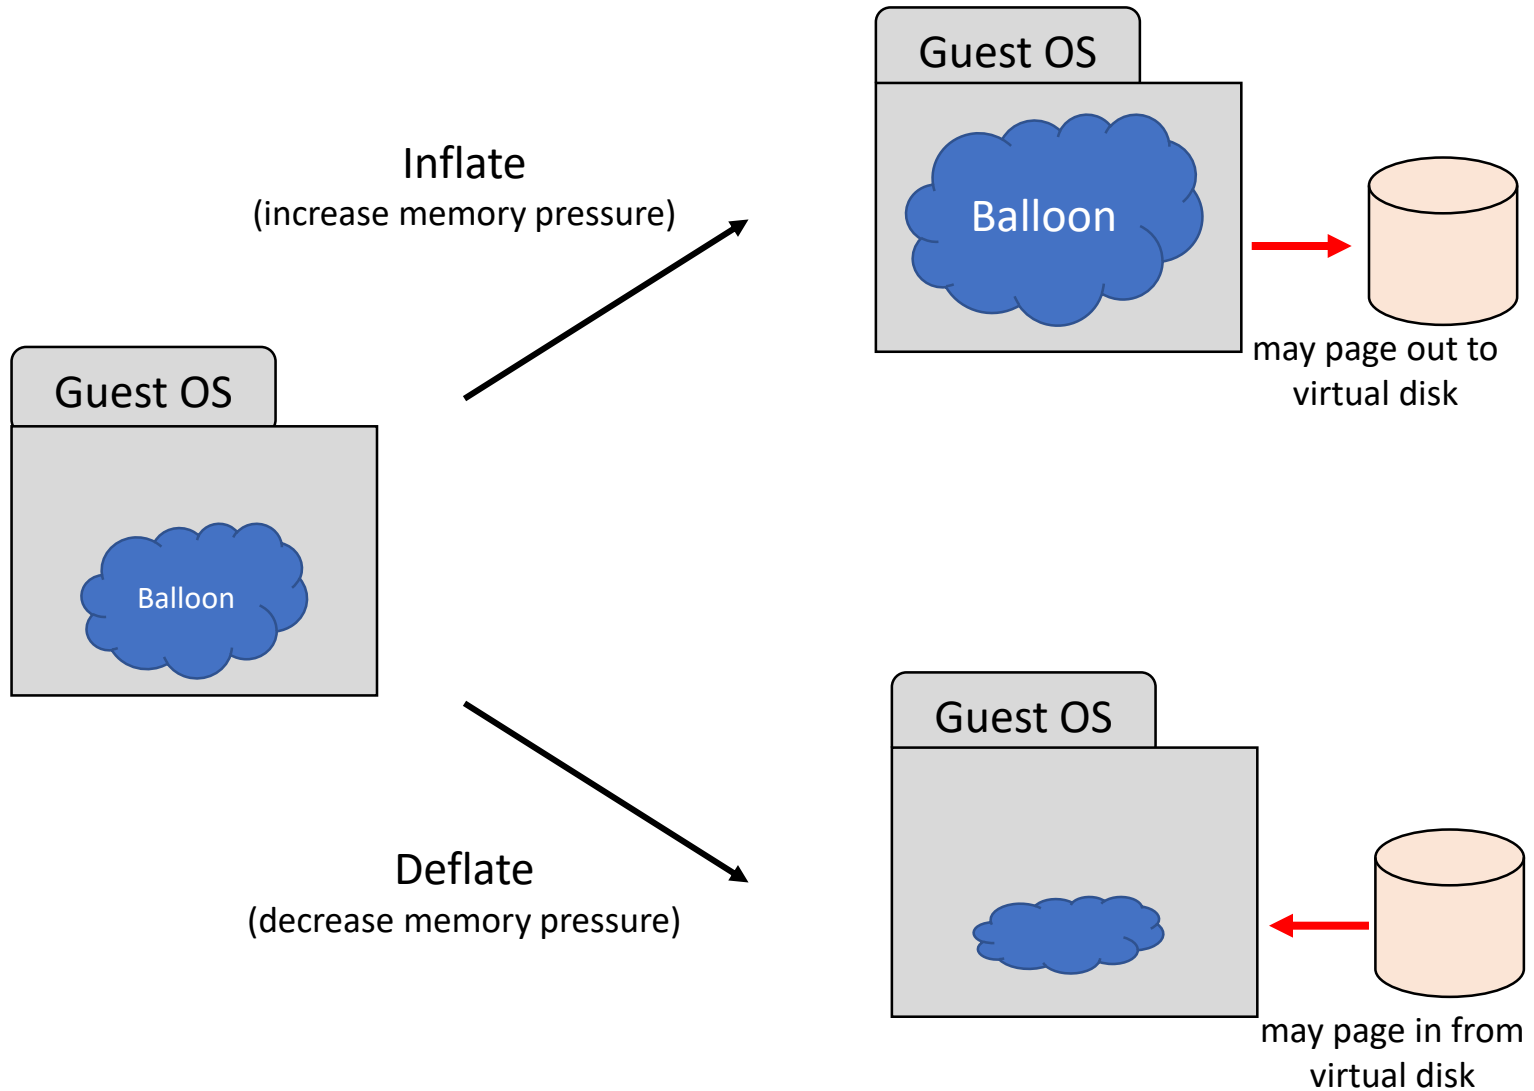 Guest OS
Balloon
Inflate
(increase memory pressure)
Guest OS
Balloon
may page out to
virtual disk
Deflate
(decrease memory pressure)
Guest OS
may page in from
virtual disk